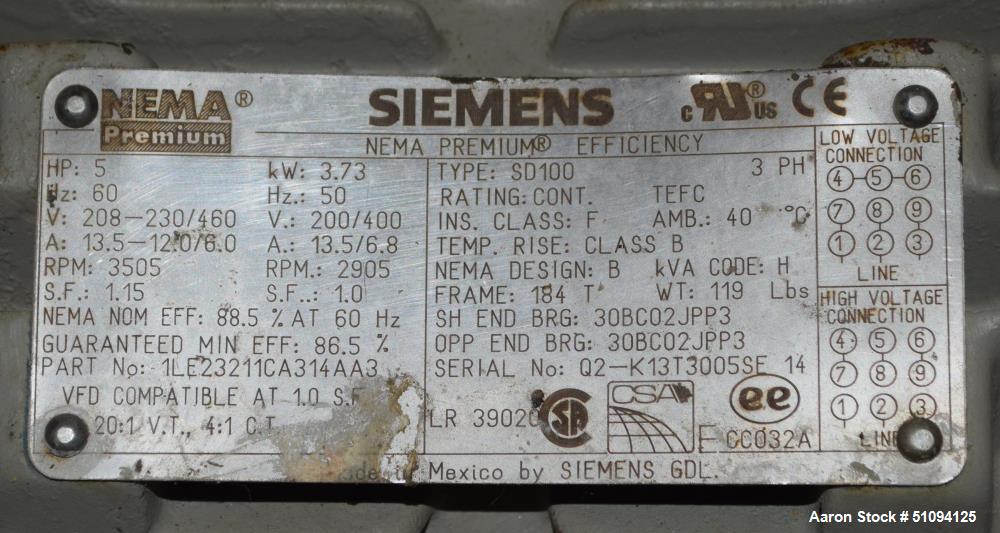 NEMA® Premium SIEMENS c RU® US CE
NEMA PREMIUM® EFFICIENCY
HP: 5 kW: 3.73
Hz: 60 Hz.: 50
V: 208-230/460 V.: 200/400
A: 13.5-12.0/6.0 A.: 13.5/6.8
RPM: 3505 RPM.: 2905
S.F.: 1.15 S.F..: 1.0
NEMA NOM EFF: 88.5 % AT 60 Hz
GUARANTEED MIN EFF: 86.5 %
PART No: 1LE23211CA314AA3
VFD COMPATIBLE AT 1.0
20:1 V.T., 4:1 C.T
TYPE: SD100 3 PH
RATING: CONT. TEFC
INS. CLASS: F AMB.: 40 °C
TEMP. RISE: CLASS B
NEMA DESIGN: B kVA CODE: H
FRAME: 184 T WT: 119 Lbs
SH END BRG: 30BC02JPP3
OPP END BRG: 30BC02JPP3
SERIAL No: Q2-K13T3005SF 14
LR SA CSA ee
CC032A
Mexico by SIEMENS GDL.
LOW VOLTAGE
CONNECTION
4-5-6
7 8 9
1 2 3
LINE
HIGH VOLTAGE
CONNECTION
4 5 6
7 8 9
1 2 3
LINE
Aaron Stock # 51094125